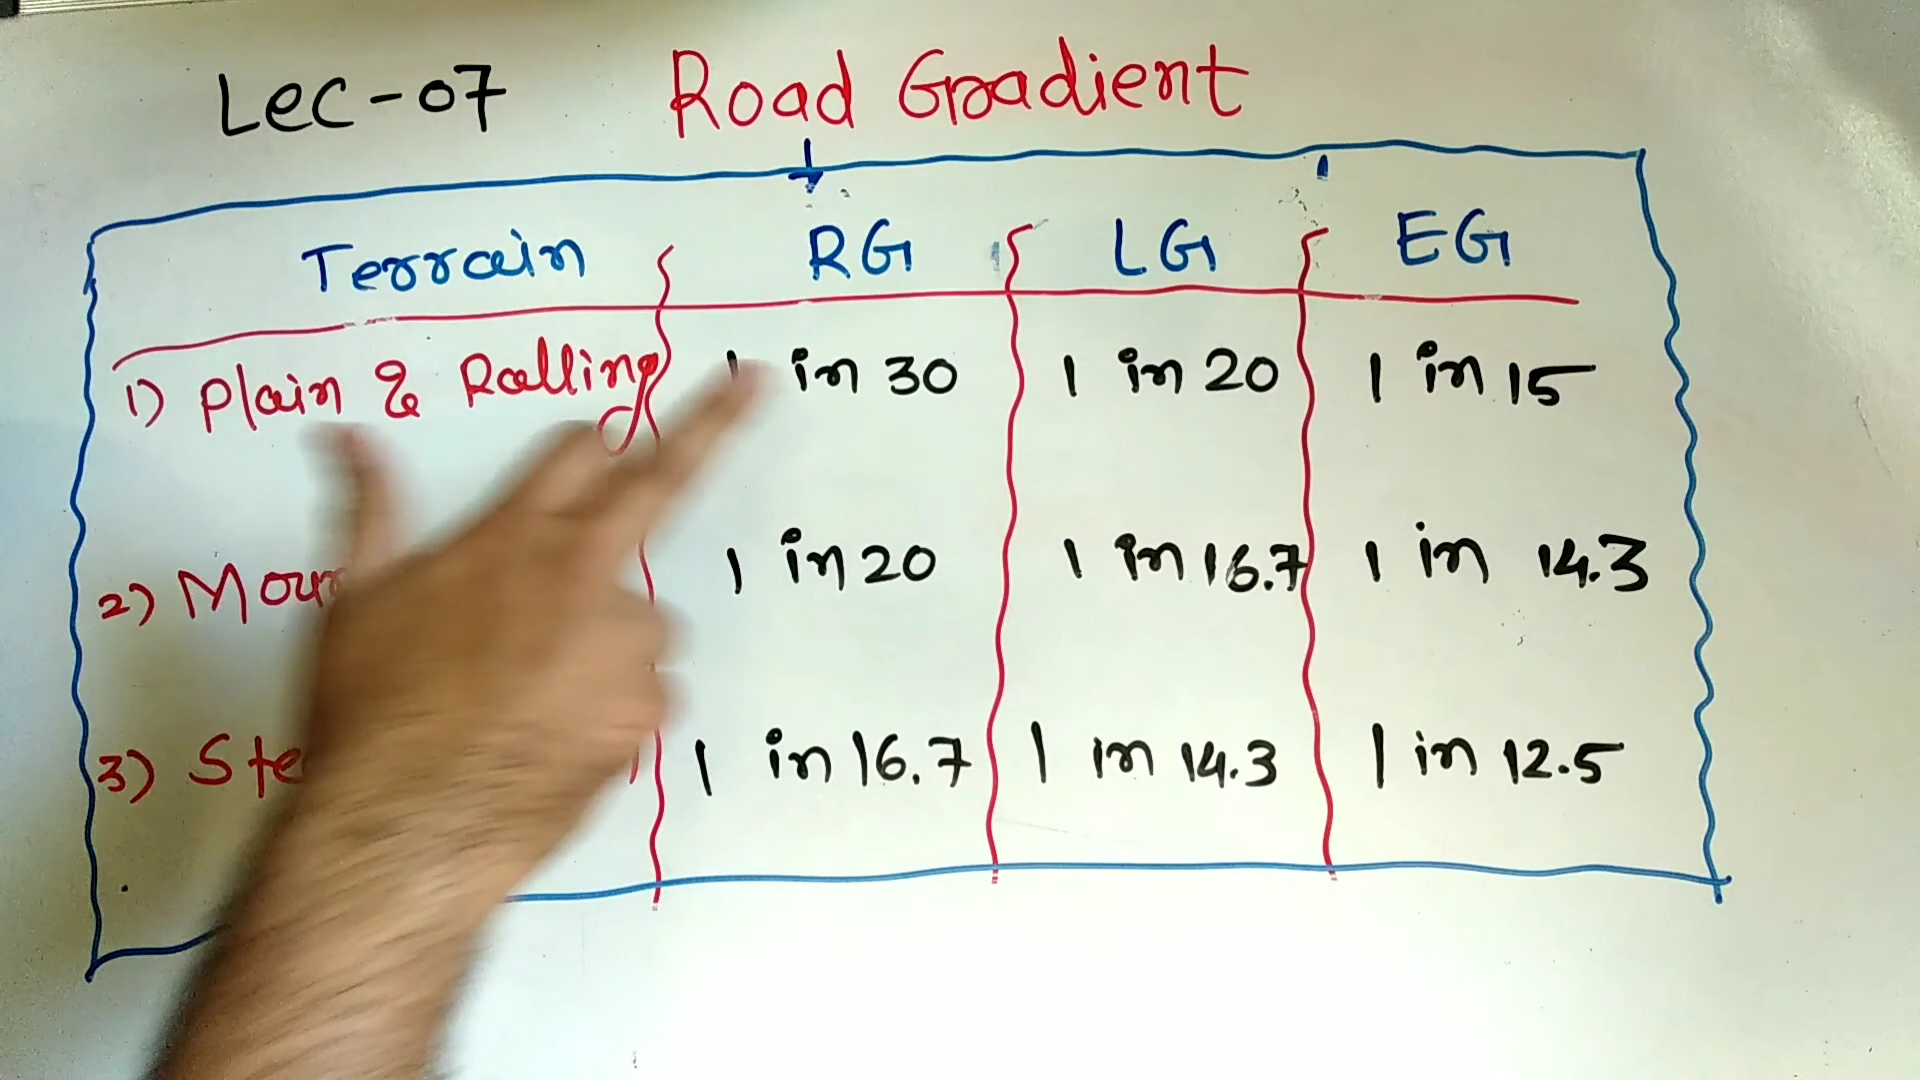 Lec-07 Road Gradient
Terrain RG LG EG
1) Plain & Rolling 1 in 30 1 in 20 1 in 15
2) 1 in 20 1 in 16.7 1 in 14.3
3) 1 in 16.7 1 in 14.3 1 in 12.5